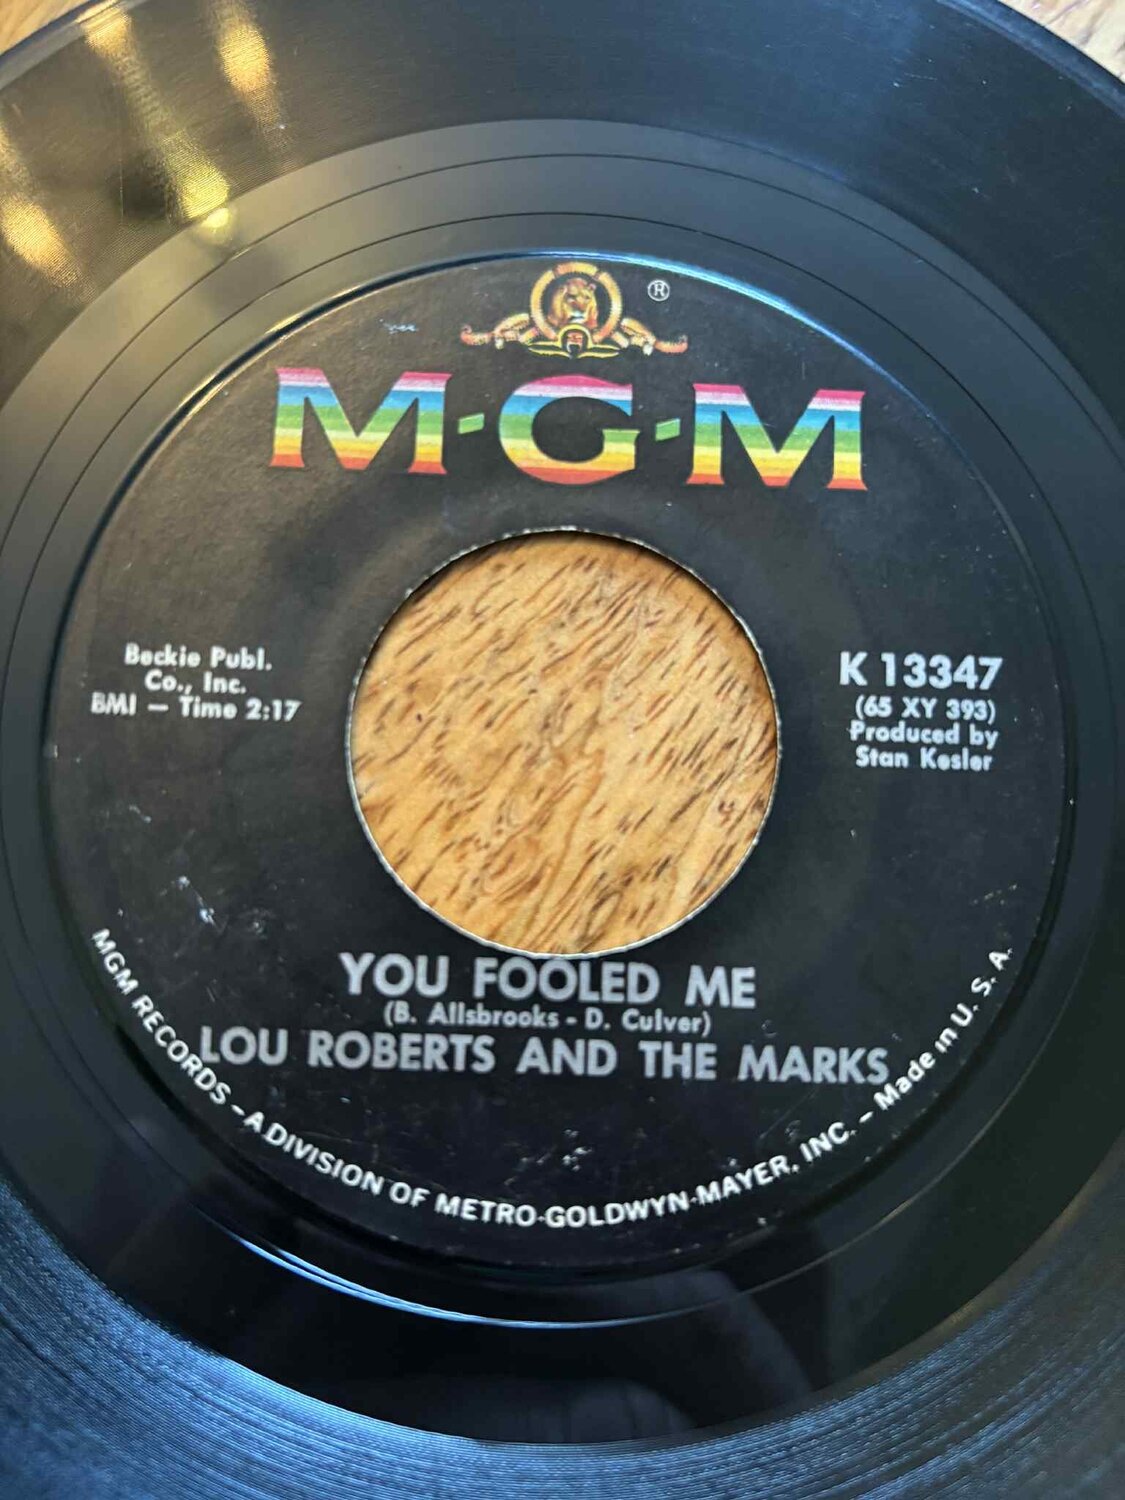 ®
M·G·M
Beckie Publ.
Co., Inc.
BMI — Time 2:17
K 13347
(65 XY 393)
Produced by
Stan Kesler
YOU FOOLED ME
(B. Allsbrooks - D. Culver)
LOU ROBERTS AND THE MARKS
MGM RECORDS – A DIVISION OF METRO-GOLDWYN-MAYER, INC. – Made in U. S. A.